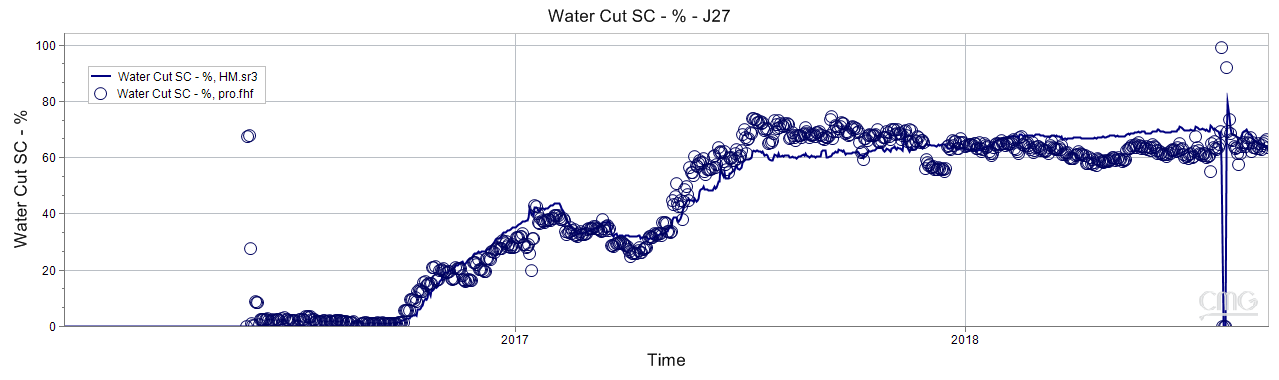 Water Cut SC - % - J27
Water Cut SC - %, HM.sr3
Water Cut SC - %, pro.fhf
Water Cut SC - %
100
80
60
40
20
0
2017
2018
Time
CMG